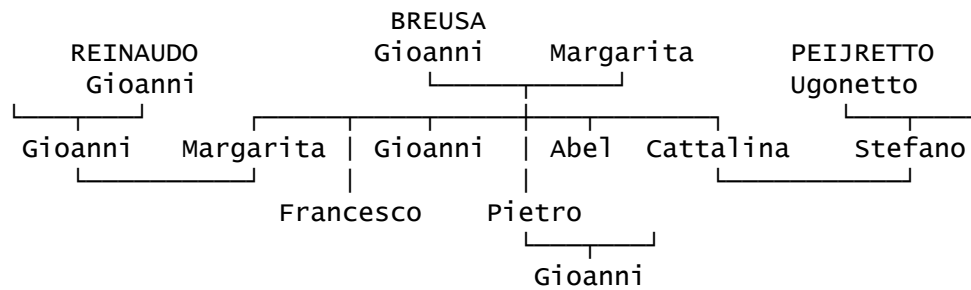 BREUSA
REINAUDO Gioanni Margarita PEIJRETTO
Gioanni Ugonetto
Gioanni Margarita Gioanni Abel Cattalina Stefano
Francesco Pietro
Gioanni